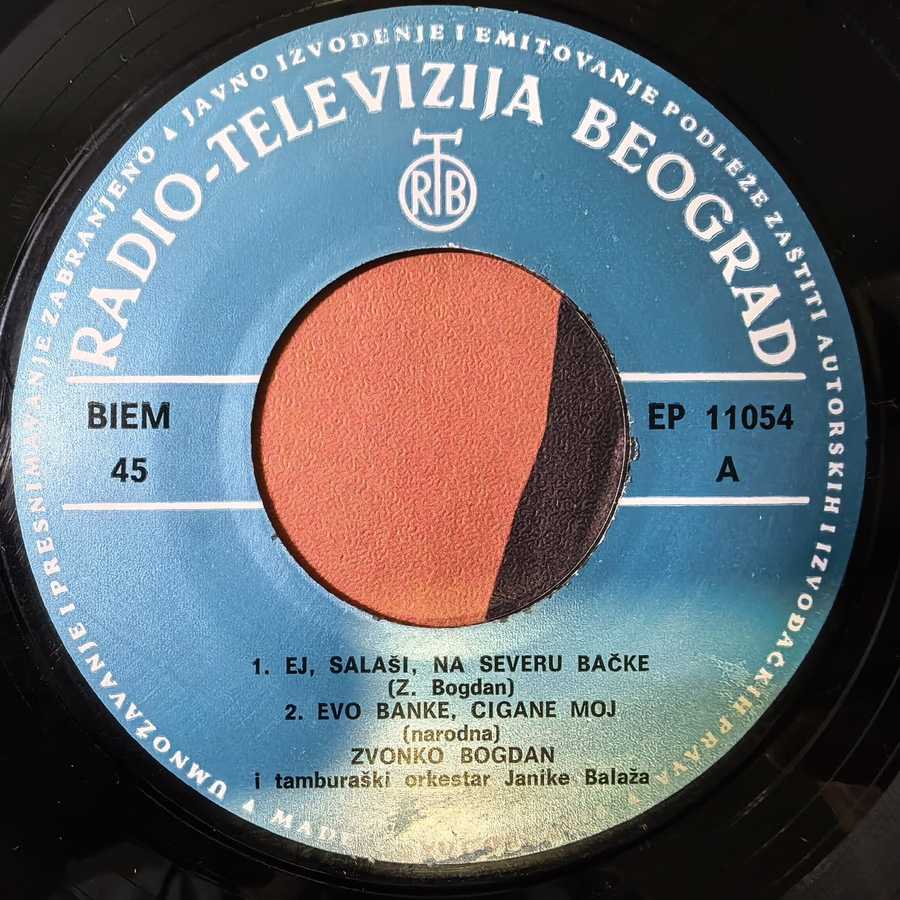 UMNOŽAVANJE I PRESNIMAVANJE ZABRANJENO ▲ JAVNO IZVOĐENJE I EMITOVANJE PODLEŽE ZAŠTITI AUTORSKIH I IZVOĐAČKIH PRAVA
RADIO-TELEVIZIJA BEOGRAD
RTB
BIEM
45
EP 11054
A
1. EJ, SALAŠI, NA SEVERU BAČKE
(Z. Bogdan)
2. EVO BANKE, CIGANE MOJ
(narodna)
ZVONKO BOGDAN
i tamburaški orkestar Janike Balaža
MADE